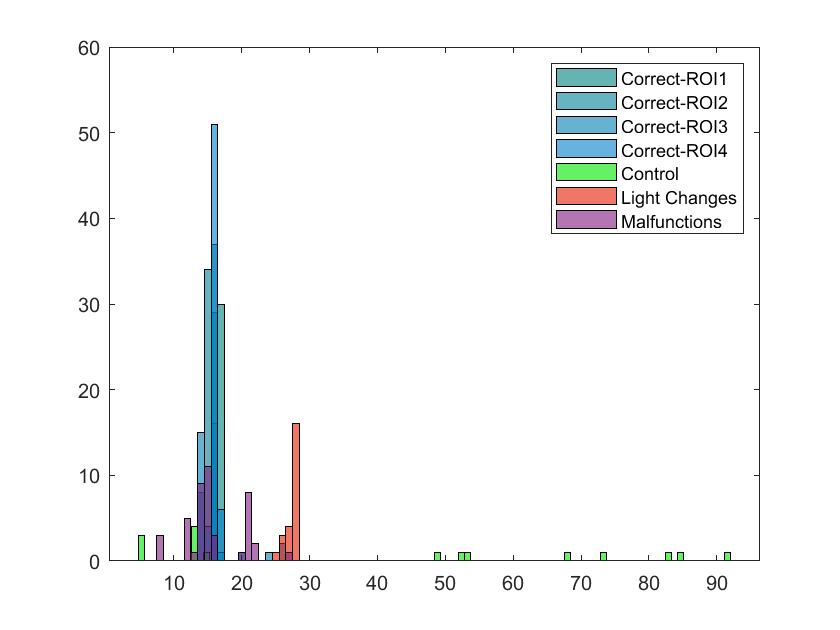 60
50
40
30
20
10
0
10 20 30 40 50 60 70 80 90
Correct-ROI1
Correct-ROI2
Correct-ROI3
Correct-ROI4
Control
Light Changes
Malfunctions